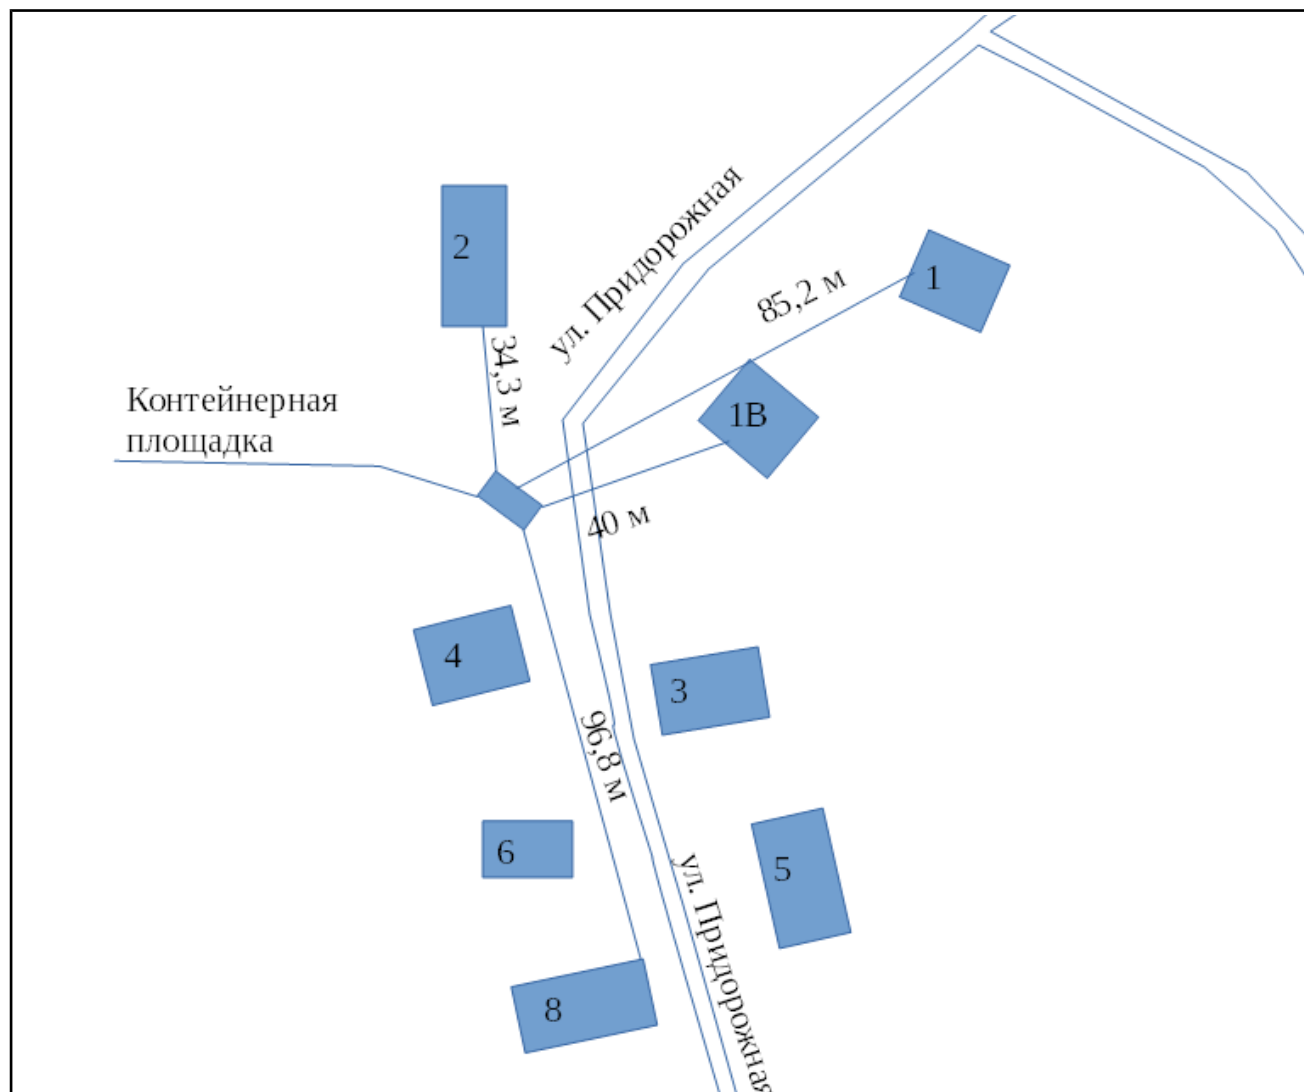 ул. Придорожная
2
1
85,2 м
34,3 м
Контейнерная
площадка
1В
40 м
4
3
96,8 м
6
5
ул. Придорожная
8